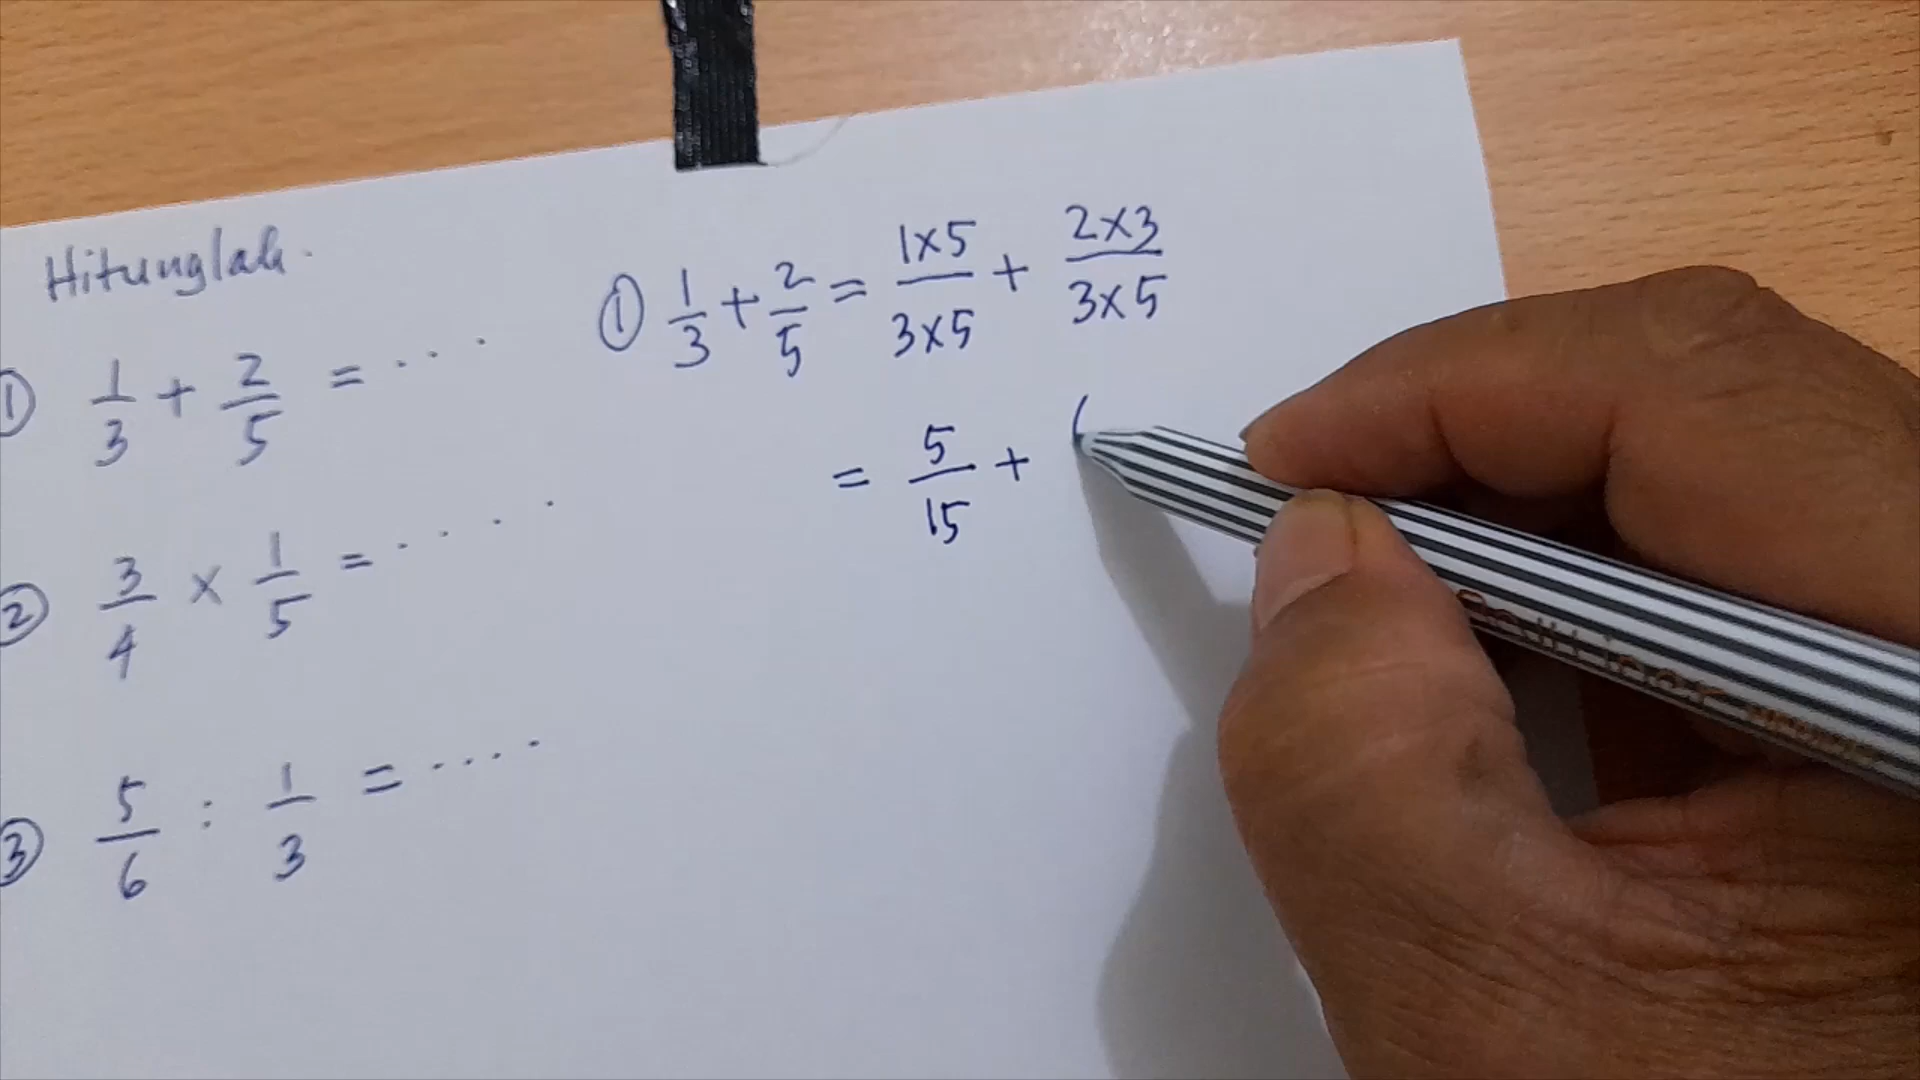 Hitunglah.
① 1/3 + 2/5 = ....
② 3/4 x 1/5 = .....
③ 5/6 : 1/3 = .....
① 1/3 + 2/5 = 1x5/3x5 + 2x3/3x5
= 5/15 +